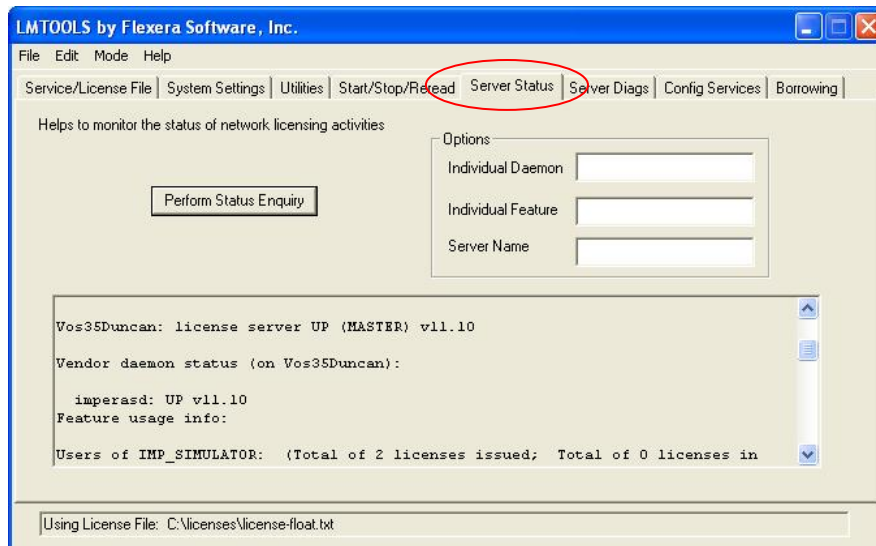 LMTOOLS by Flexera Software, Inc.
File Edit Mode Help
Service/License File System Settings Utilities Start/Stop/Reread Server Status Server Diags Config Services Borrowing
Helps to monitor the status of network licensing activities
Options
Individual Daemon
Perform Status Enquiry
Individual Feature
Server Name
Vos35Duncan: license server UP (MASTER) v11.10
Vendor daemon status (on Vos35Duncan):
imperasd: UP v11.10
Feature usage info:
Users of IMP_SIMULATOR: (Total of 2 licenses issued; Total of 0 licenses in
Using License File: C:\licenses\license-float.txt